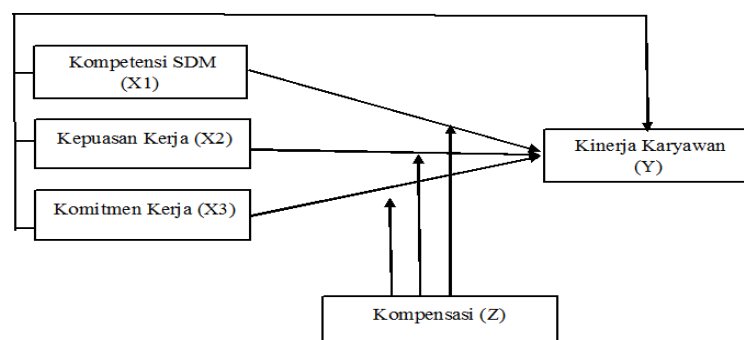 Kompetensi SDM
(X1)
Kepuasan Kerja (X2)
Komitmen Kerja (X3)
Kinerja Karyawan
(Y)
Kompensasi (Z)